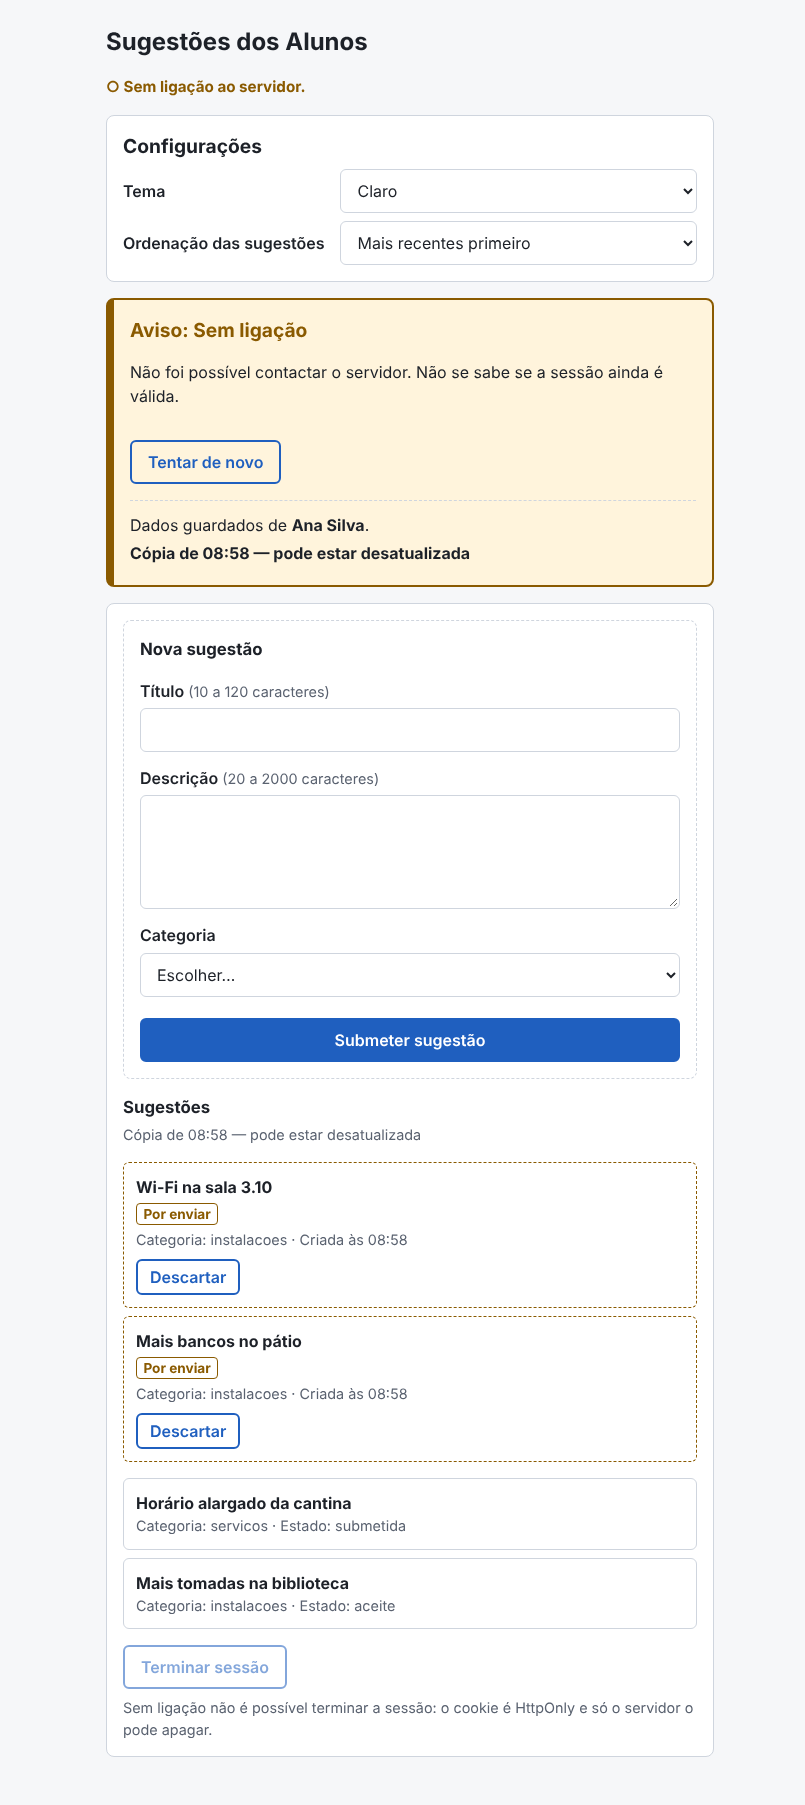 Sugestões dos Alunos
○ Sem ligação ao servidor.
Configurações
Tema
Claro
Ordenação das sugestões
Mais recentes primeiro
Aviso: Sem ligação
Não foi possível contactar o servidor. Não se sabe se a sessão ainda é
válida.
Tentar de novo
Dados guardados de Ana Silva.
Cópia de 08:58 — pode estar desatualizada
Nova sugestão
Título (10 a 120 caracteres)
Descrição (20 a 2000 caracteres)
Categoria
Escolher...
Submeter sugestão
Sugestões
Cópia de 08:58 — pode estar desatualizada
Wi-Fi na sala 3.10
Por enviar
Categoria: instalacoes · Criada às 08:58
Descartar
Mais bancos no pátio
Por enviar
Categoria: instalacoes · Criada às 08:58
Descartar
Horário alargado da cantina
Categoria: servicos · Estado: submetida
Mais tomadas na biblioteca
Categoria: instalacoes · Estado: aceite
Terminar sessão
Sem ligação não é possível terminar a sessão: o cookie é HttpOnly e só o servidor o
pode apagar.